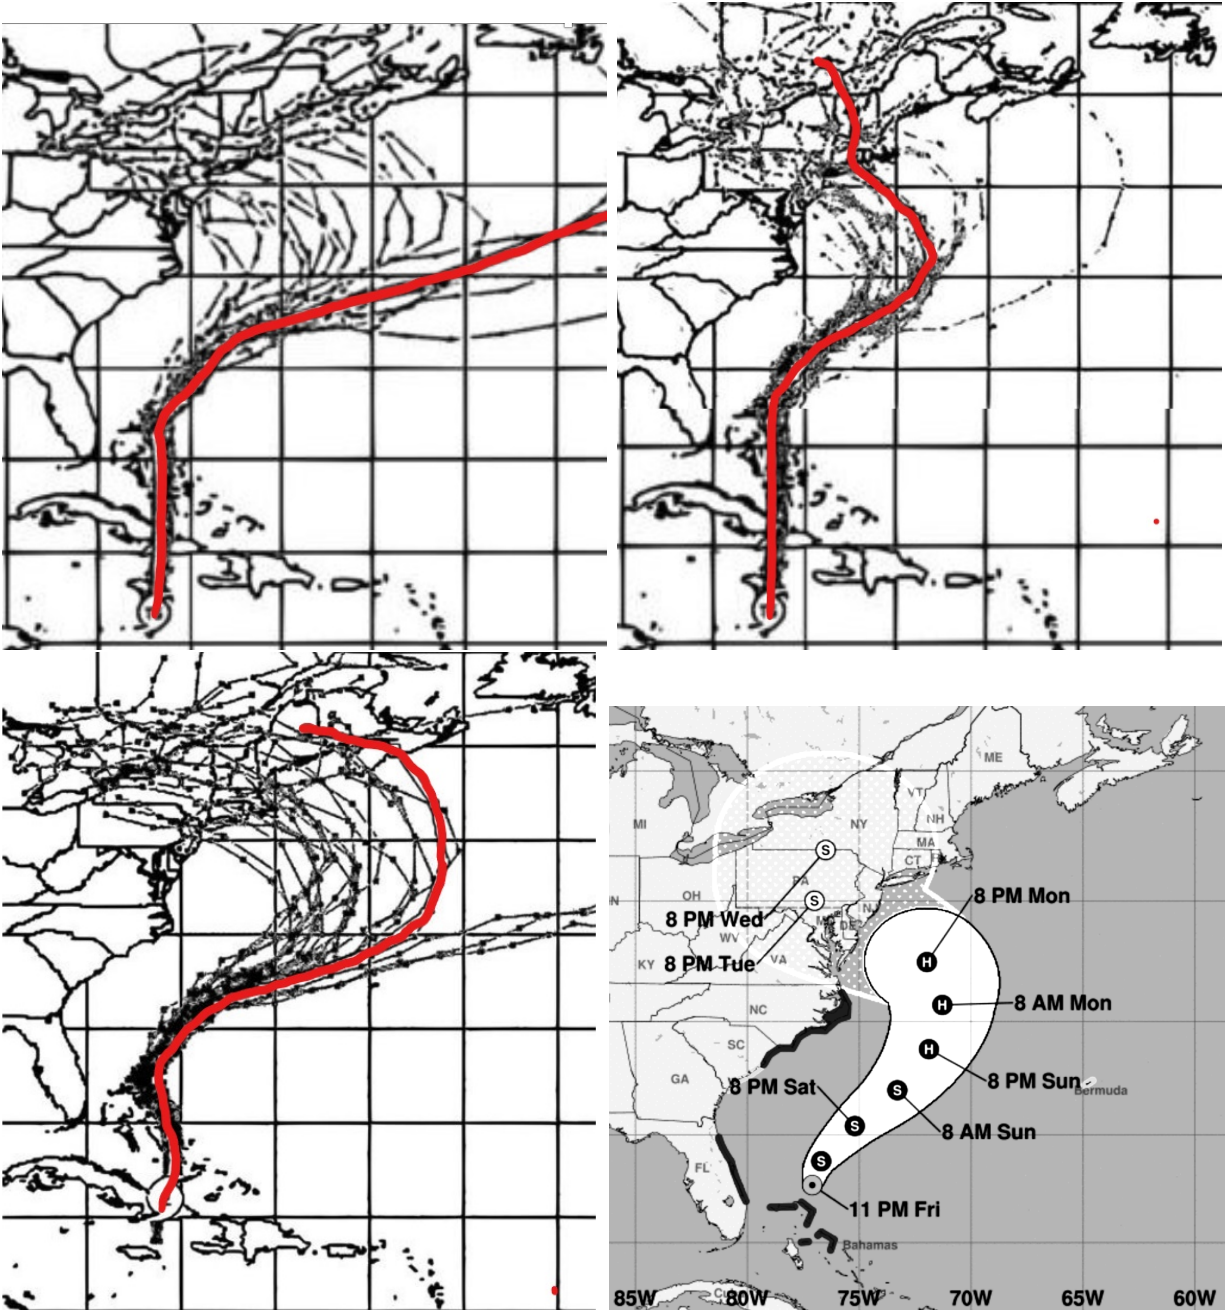 ME
VT
NH
MI
NY
MA
CT
PA
OH
NJ
8 PM Mon
8 PM Wed
DE
WV
8 PM Tue
VA
KY
H
NC
H
8 AM Mon
SC
H
GA
8 PM Sun
8 PM Sat
S
Bermuda
S
8 AM Sun
S
FL
11 PM Fri
Bahamas
85W
80W
75W
70W
65W
60W
S
S